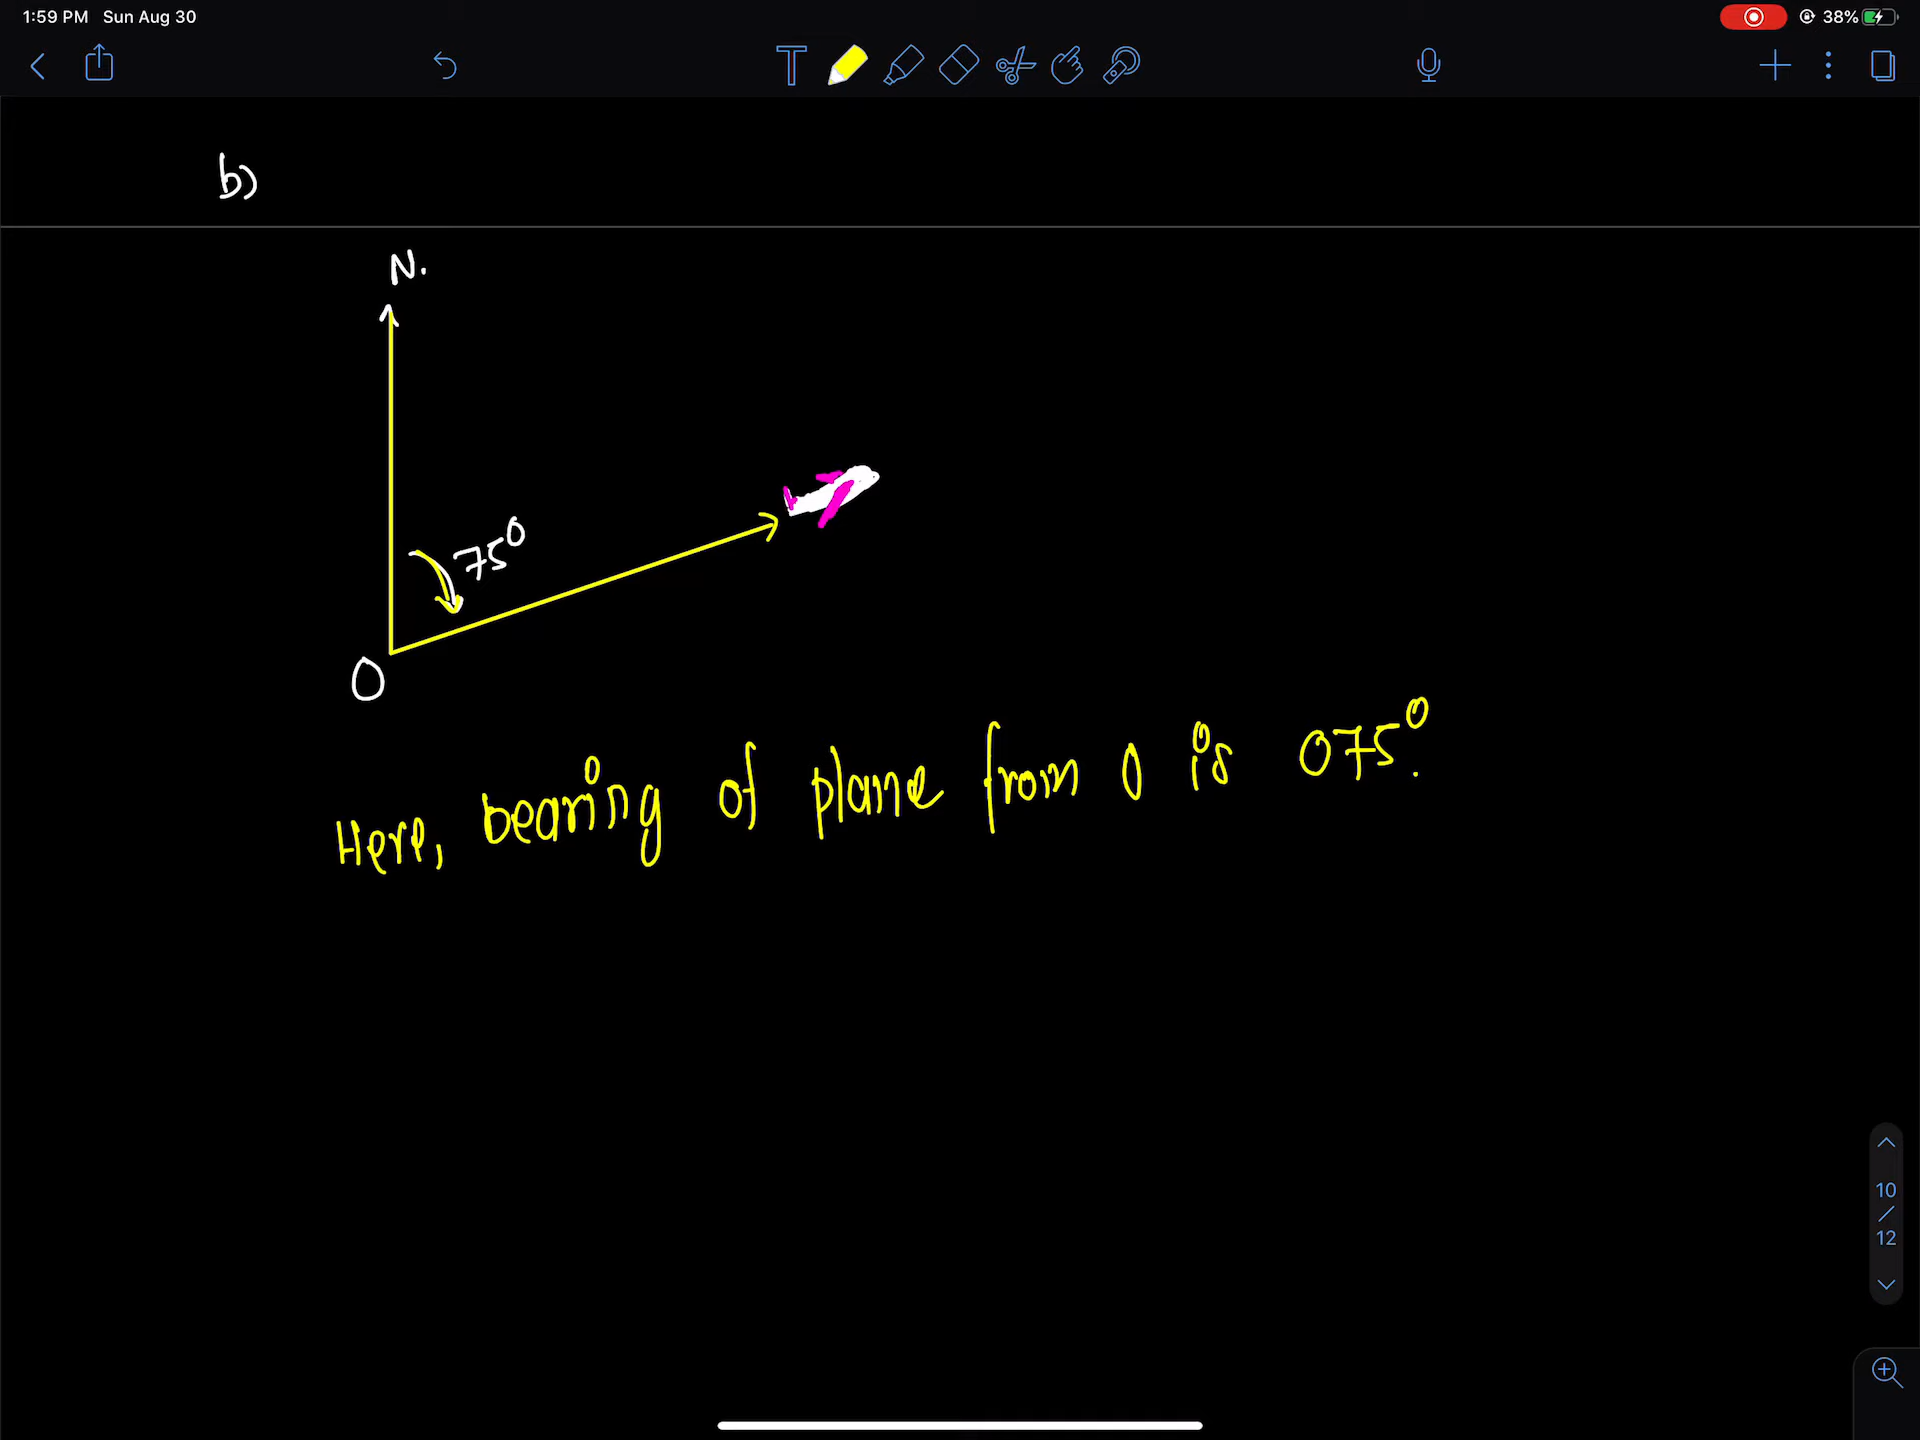 1:59 PM Sun Aug 30
38%
b)
N.
75°
O
Here, bearing of plane from O is 075°.
10
/
12